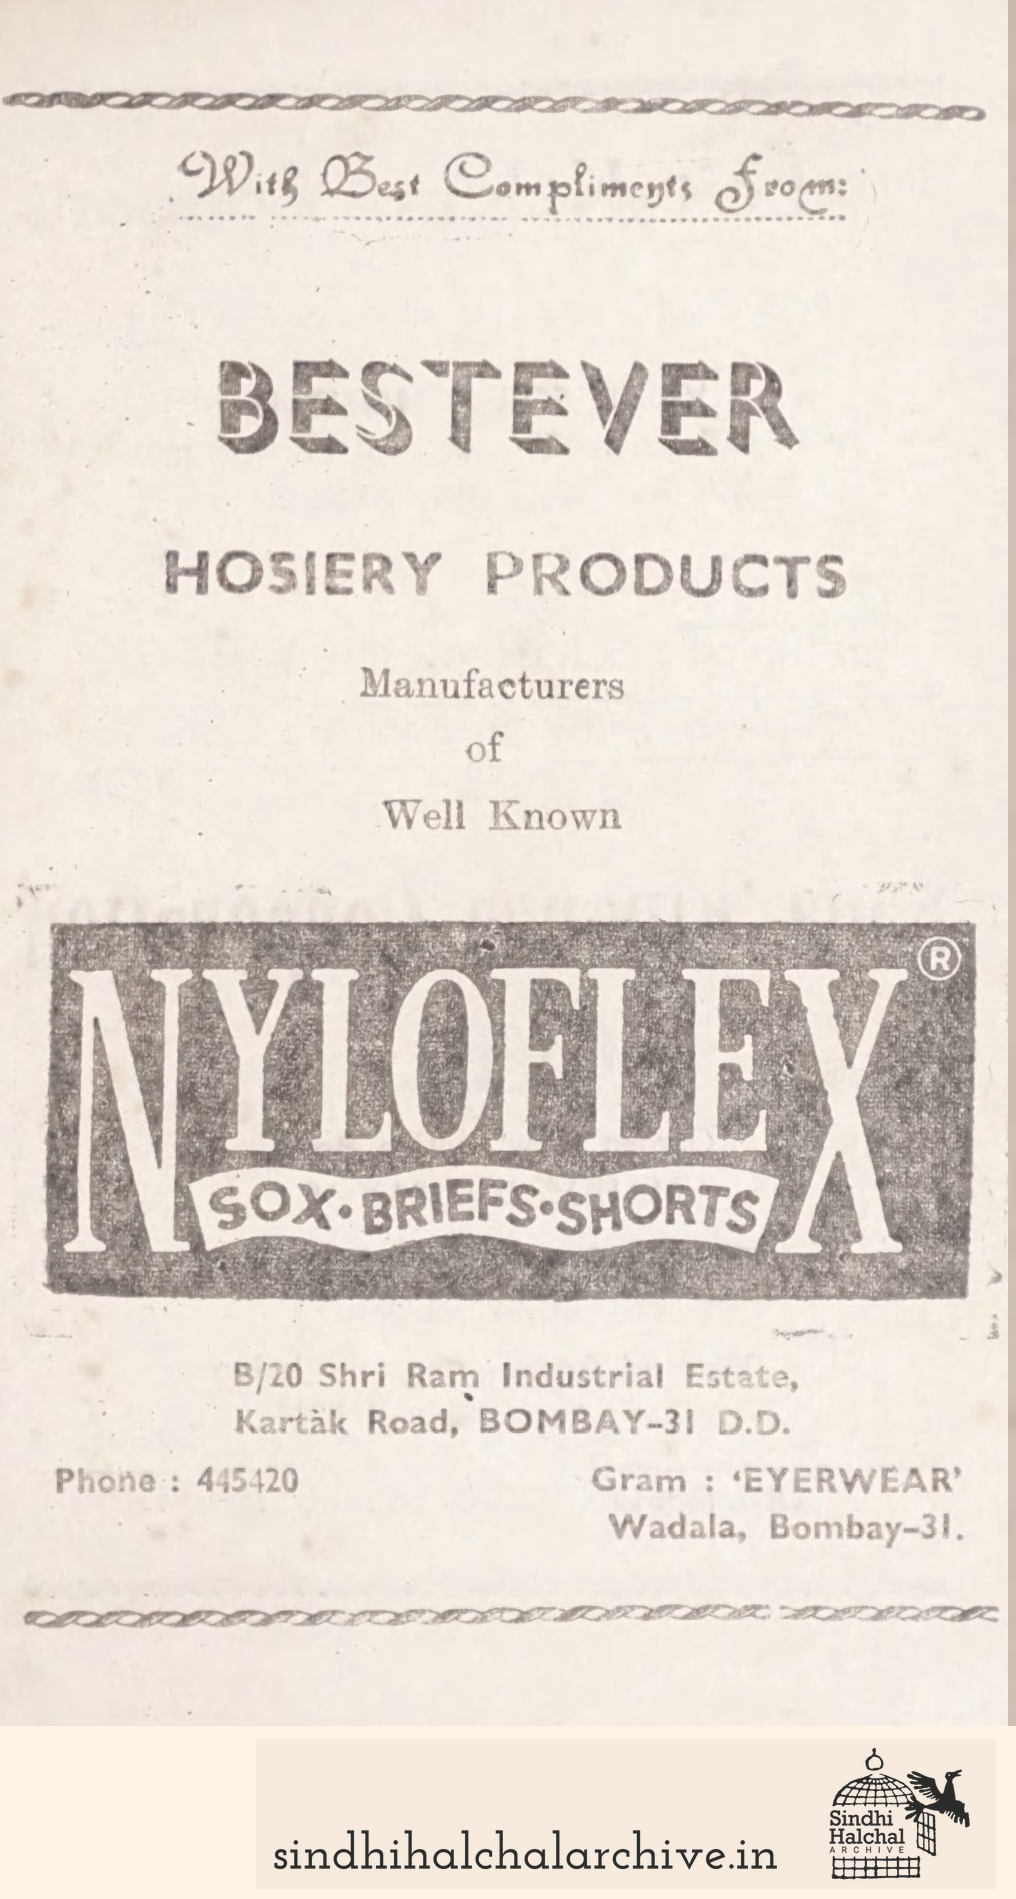 With Best Compliments From:
BESTEVER
HOSIERY PRODUCTS
Manufacturers
of
Well Known
NYLOFLEX ®
SOX•BRIEFS•SHORTS
B/20 Shri Ram Industrial Estate,
Kartàk Road, BOMBAY-31 D.D.
Phone : 445420
Gram : ‘EYERWEAR’
Wadala, Bombay-31.
sindhihalchalarchive.in
Sindhi
Halchal
ARCHIVE